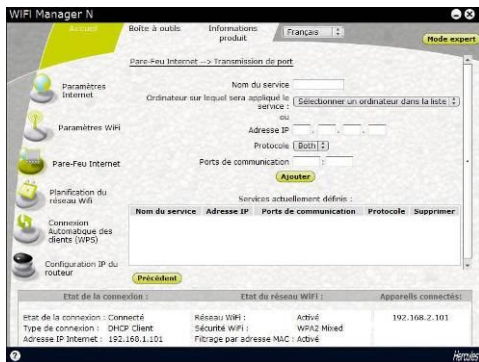 WiFi Manager N
Accueil
Boîte à outils
Informations produit
Français
Mode expert
Pare-Feu Internet --> Transmission de port
Paramètres Internet
Paramètres WiFi
Pare-Feu Internet
Planification du réseau Wifi
Connexion Automatique des clients (WPS)
Configuration IP du routeur
Nom du service
Ordinateur sur lequel sera appliqué le service :
Sélectionner un ordinateur dans la liste
ou
Adresse IP . . .
Protocole Both
Ports de communication :
Ajouter
Services actuellement définis :
Nom du service Adresse IP Ports de communication Protocole Supprimer
Précédent
Etat de la connexion :
Etat de la connexion : Connecté
Type de connexion : DHCP Client
Adresse IP Internet : 192.168.1.101
Etat du réseau WiFi :
Réseau WiFi : Activé
Sécurité WiFi : WPA2 Mixed
Filtrage par adresse MAC : Activé
Appareils connectés:
192.168.2.101
?
Hercules